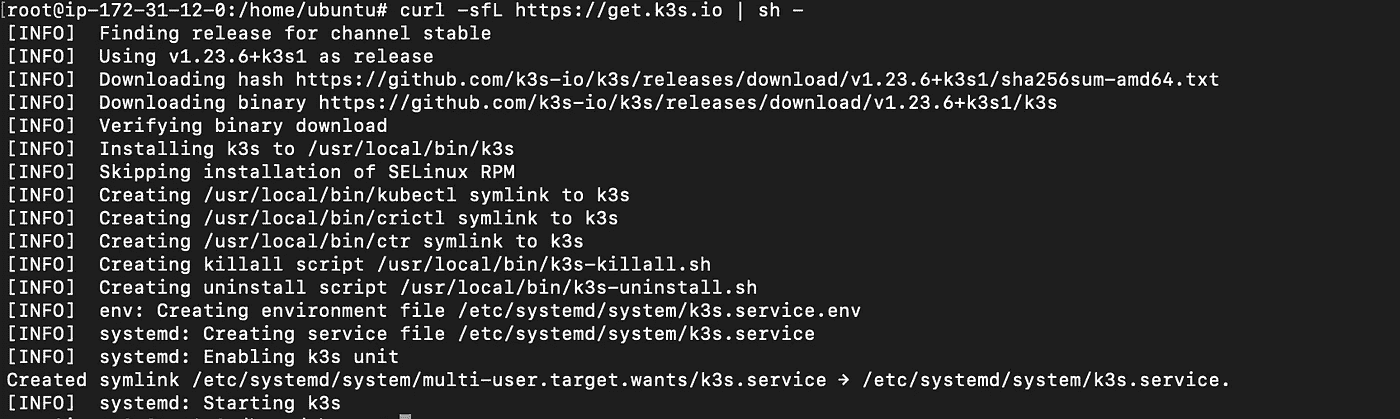 [root@ip-172-31-12-0:/home/ubuntu# curl -sfL https://get.k3s.io | sh -
[INFO]  Finding release for channel stable
[INFO]  Using v1.23.6+k3s1 as release
[INFO]  Downloading hash https://github.com/k3s-io/k3s/releases/download/v1.23.6+k3s1/sha256sum-amd64.txt
[INFO]  Downloading binary https://github.com/k3s-io/k3s/releases/download/v1.23.6+k3s1/k3s
[INFO]  Verifying binary download
[INFO]  Installing k3s to /usr/local/bin/k3s
[INFO]  Skipping installation of SELinux RPM
[INFO]  Creating /usr/local/bin/kubectl symlink to k3s
[INFO]  Creating /usr/local/bin/crictl symlink to k3s
[INFO]  Creating /usr/local/bin/ctr symlink to k3s
[INFO]  Creating killall script /usr/local/bin/k3s-killall.sh
[INFO]  Creating uninstall script /usr/local/bin/k3s-uninstall.sh
[INFO]  env: Creating environment file /etc/systemd/system/k3s.service.env
[INFO]  systemd: Creating service file /etc/systemd/system/k3s.service
[INFO]  systemd: Enabling k3s unit
Created symlink /etc/systemd/system/multi-user.target.wants/k3s.service → /etc/systemd/system/k3s.service.
[INFO]  systemd: Starting k3s